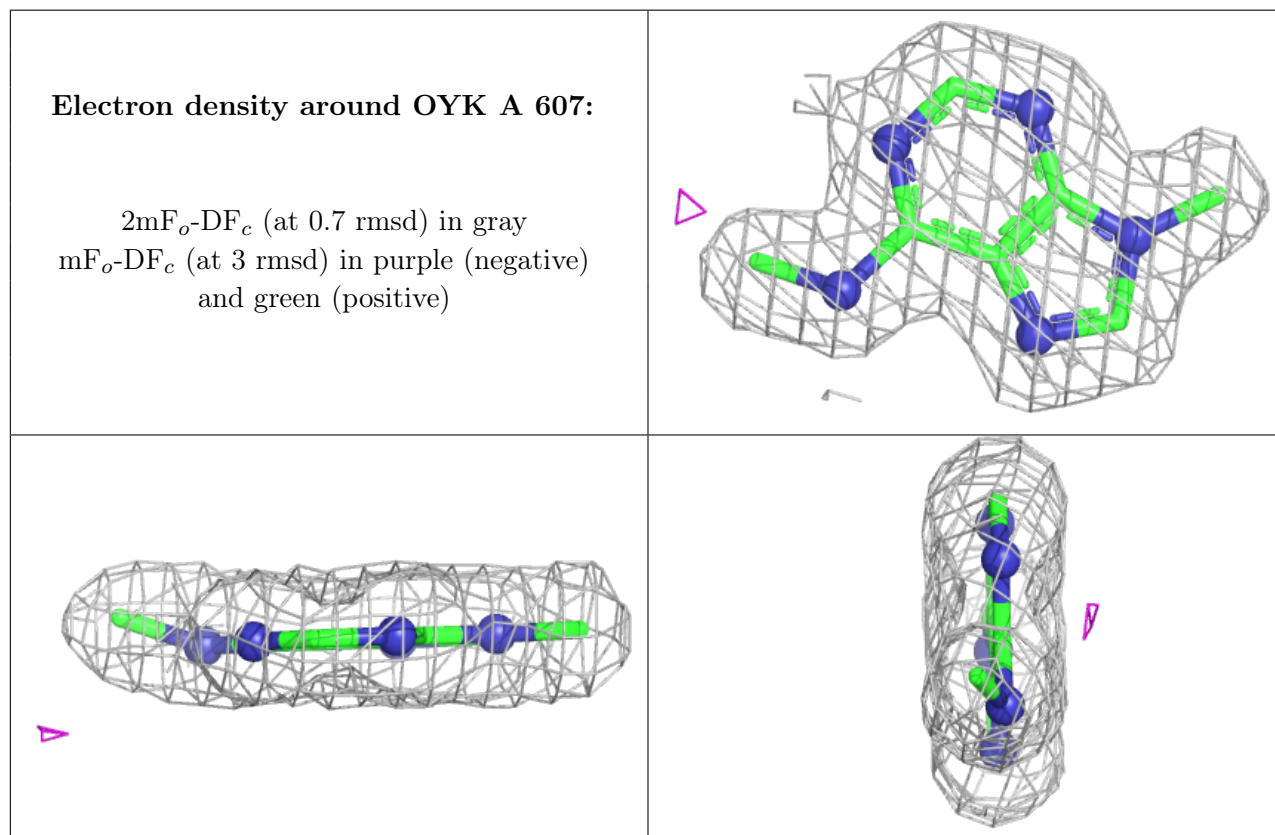 Electron density around OYK A 607:
2mFₒ-DF𝒸 (at 0.7 rmsd) in gray
mFₒ-DF𝒸 (at 3 rmsd) in purple (negative)
and green (positive)